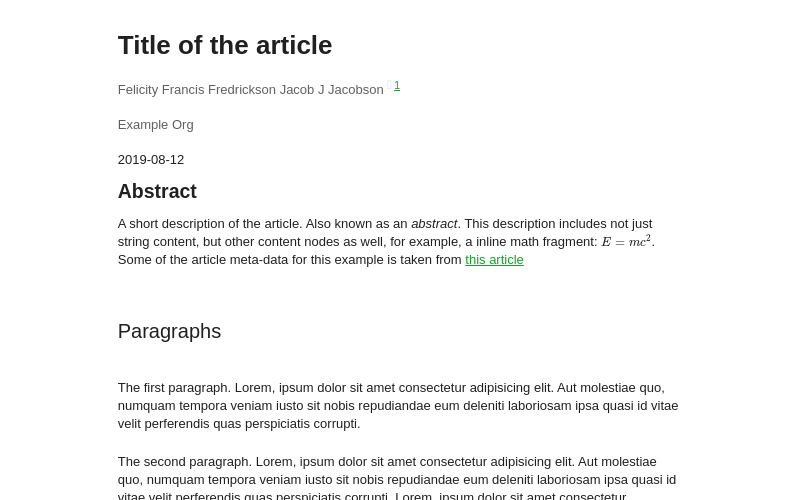 Title of the article
Felicity Francis Fredrickson Jacob J Jacobson 1
Example Org
2019-08-12
Abstract
A short description of the article. Also known as an abstract. This description includes not just
string content, but other content nodes as well, for example, a inline math fragment: E = mc².
Some of the article meta-data for this example is taken from this article
Paragraphs
The first paragraph. Lorem, ipsum dolor sit amet consectetur adipisicing elit. Aut molestiae quo,
numquam tempora veniam iusto sit nobis repudiandae eum deleniti laboriosam ipsa quasi id vitae
velit perferendis quas perspiciatis corrupti.
The second paragraph. Lorem, ipsum dolor sit amet consectetur adipisicing elit. Aut molestiae
quo, numquam tempora veniam iusto sit nobis repudiandae eum deleniti laboriosam ipsa quasi id
vitae velit perferendis quas perspiciatis corrupti. Lorem, ipsum dolor sit amet consectetur